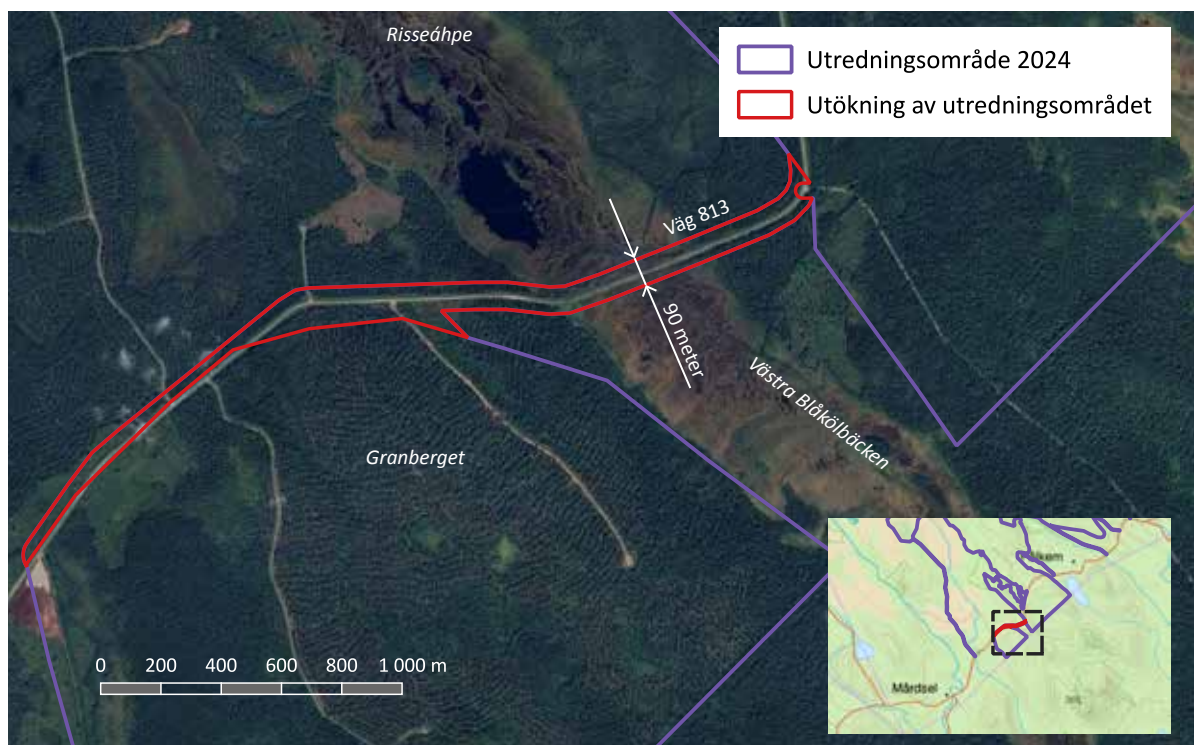 Risseáhpe
Utredningsområde 2024
Utökning av utredningsområdet
Väg 813
90 meter
Västra Blåkölbäcken
Granberget
0 200 400 600 800 1 000 m
Mårdsel